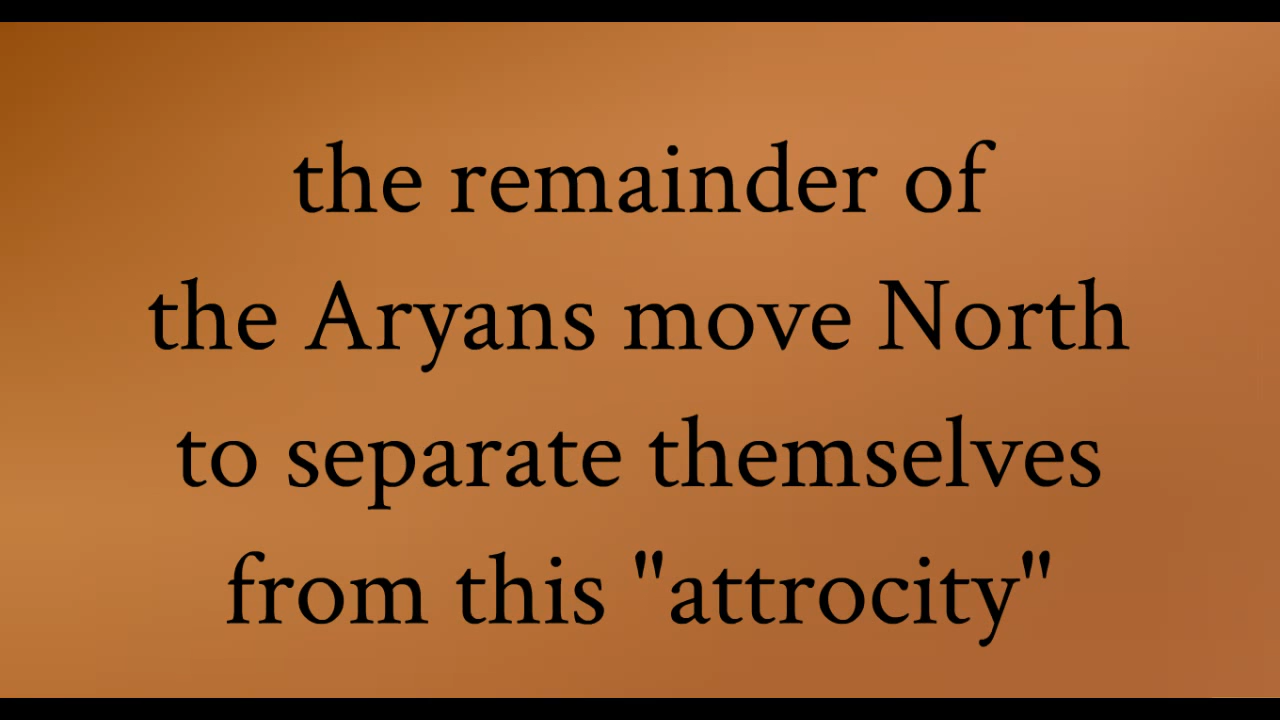 the remainder of
the Aryans move North
to separate themselves
from this "attrocity"